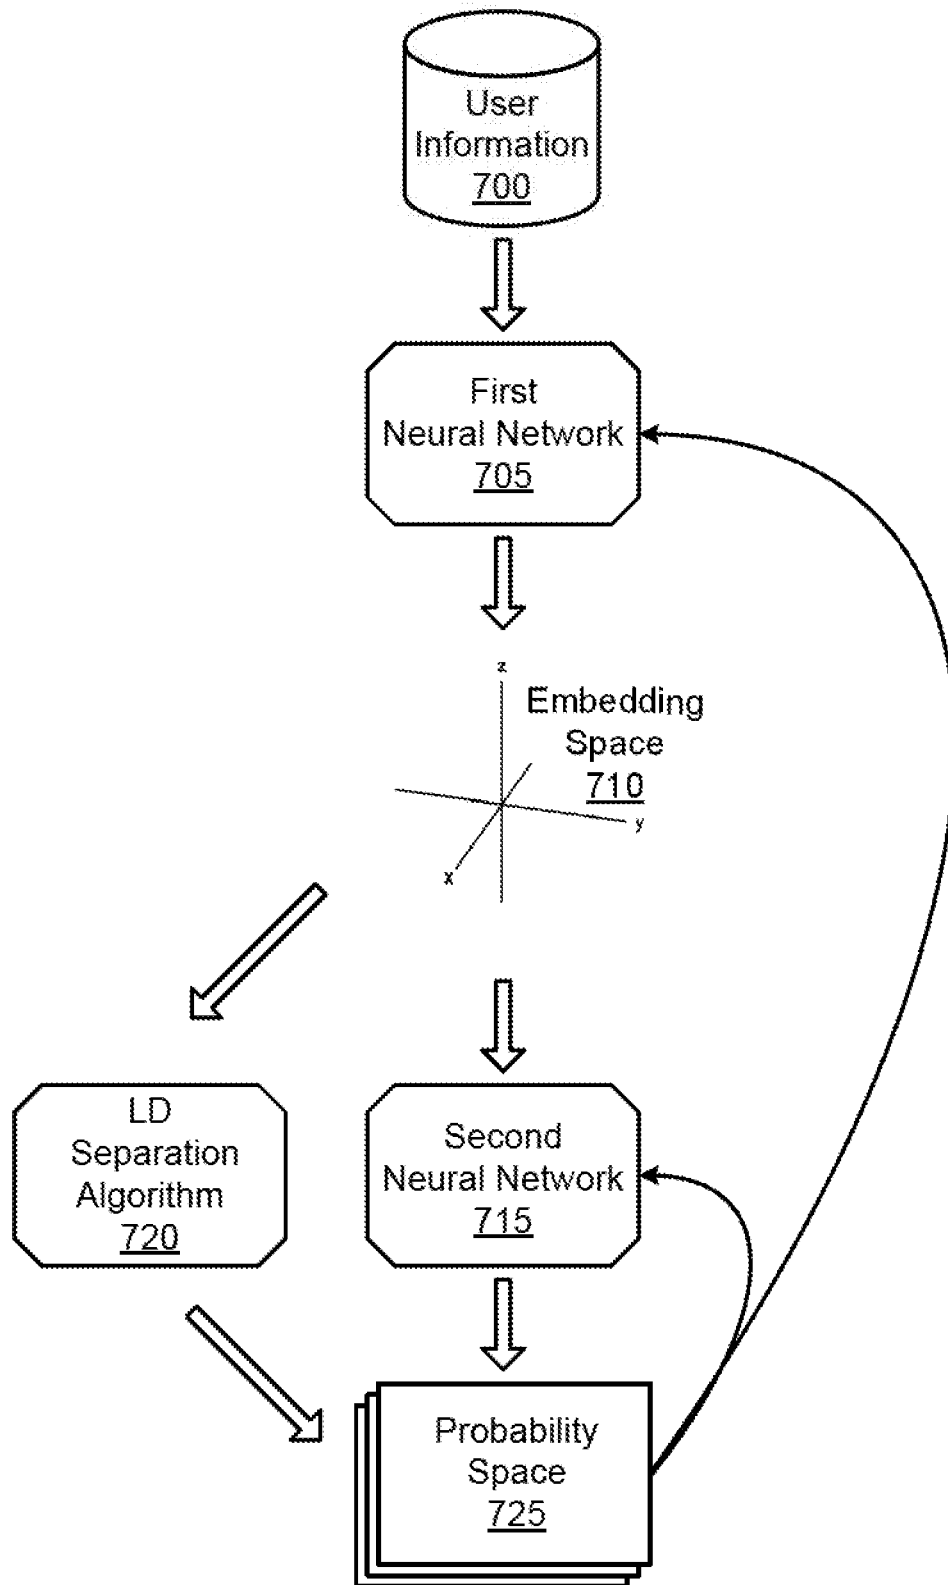 User
Information
700
First
Neural Network
705
z
Embedding
Space
710
y
x
LD
Separation
Algorithm
720
Second
Neural Network
715
Probability
Space
725